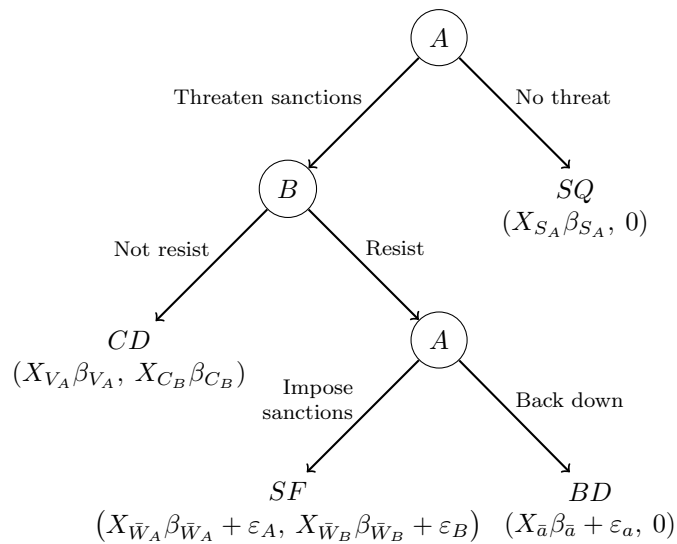 A
Threaten sanctions
No threat
B
SQ
(X_{S_A}β_{S_A}, 0)
Not resist
Resist
CD
(X_{V_A}β_{V_A}, X_{C_B}β_{C_B})
A
Impose
sanctions
Back down
SF
BD
(X_{W̄_A}β_{W̄_A} + ε_A, X_{W̄_B}β_{W̄_B} + ε_B)
(X_{ā}β_{ā} + ε_a, 0)